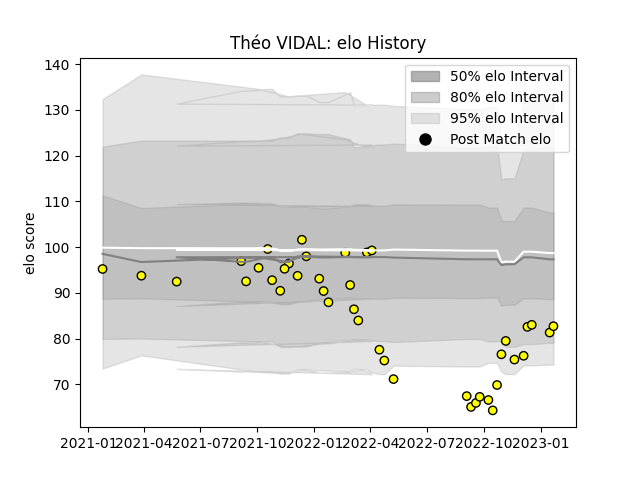 Théo VIDAL: elo History
140
130
120
110
100
90
80
70
elo score
50% elo Interval
80% elo Interval
95% elo Interval
Post Match elo
2021-01
2021-04
2021-07
2021-10
2022-01
2022-04
2022-07
2022-10
2023-01